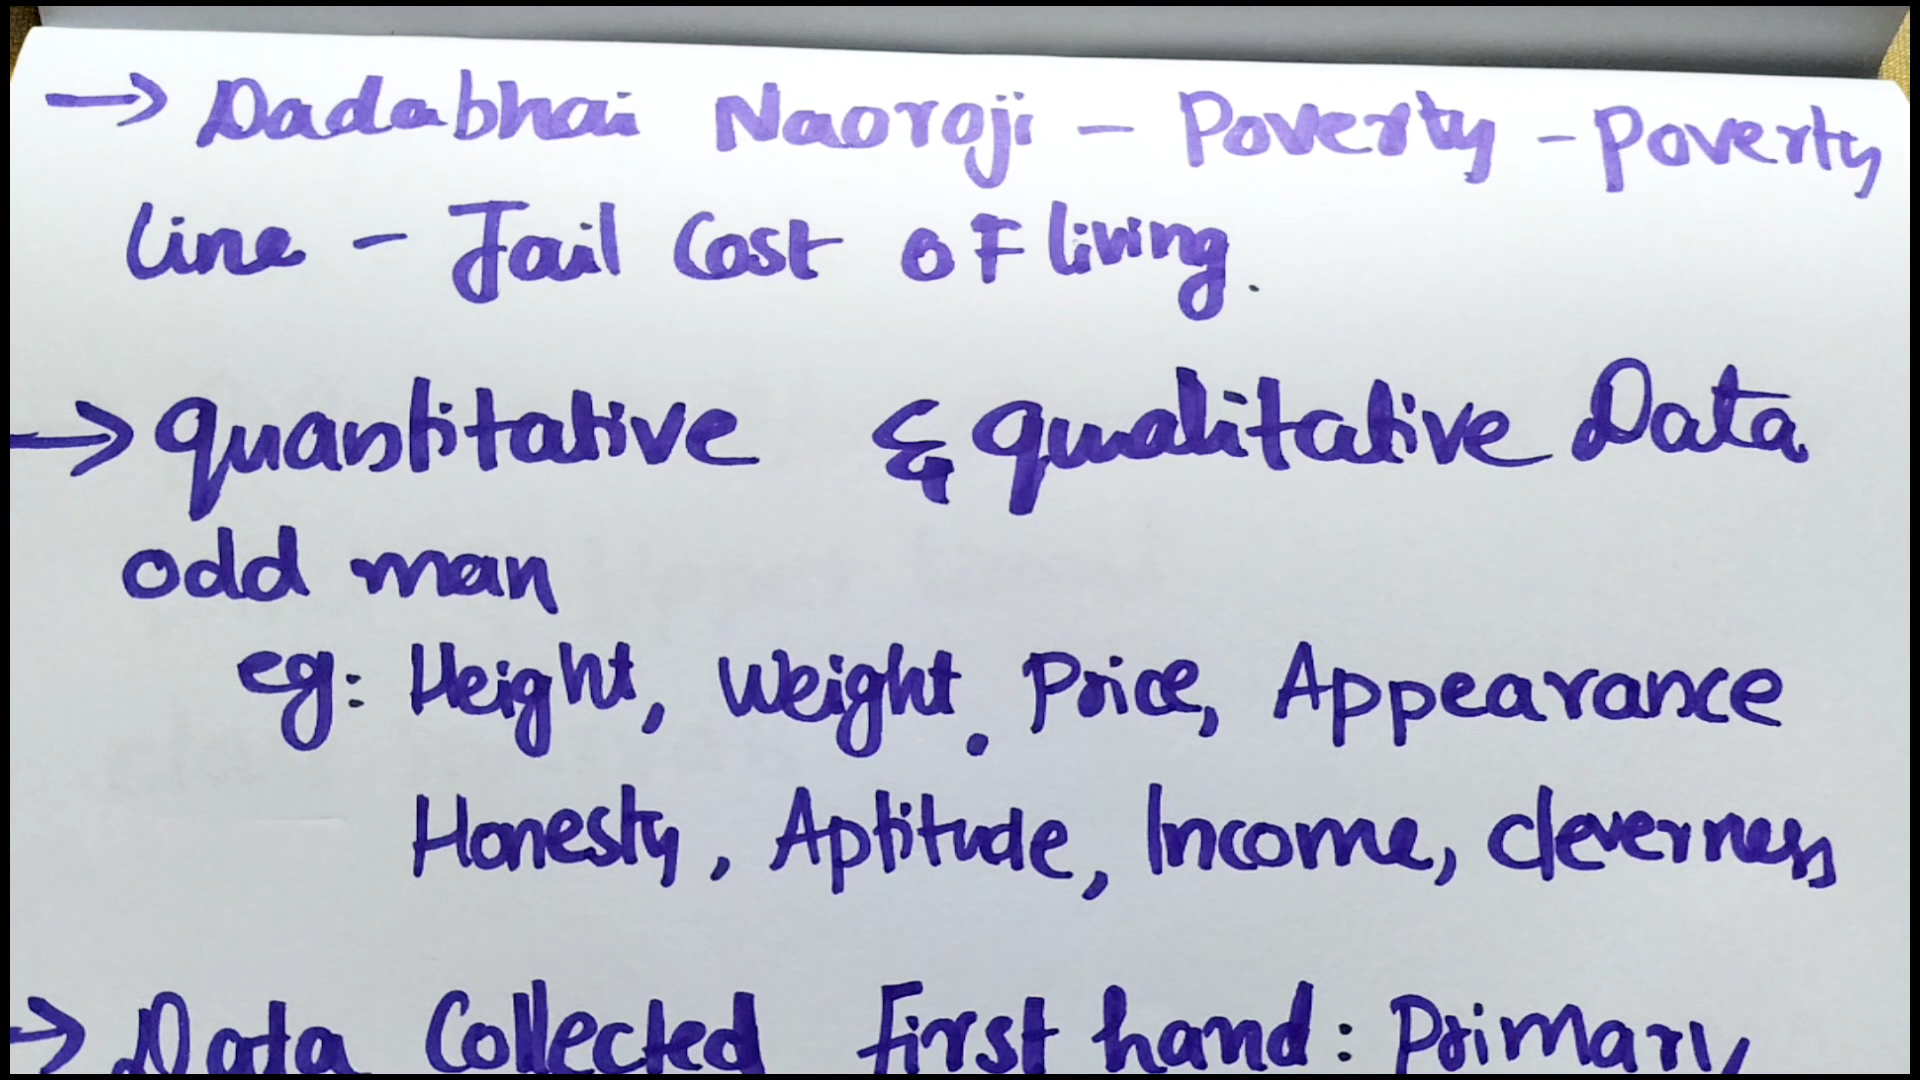 → Dadabhai Naoroji - Poverty - Poverty
line - Jail Cost of living.
→ quantitative & qualitative Data
odd man
eg: Height, Weight. Price, Appearance
Honesty, Aptitude, Income, cleverness
→ Data Collected First hand: Primary